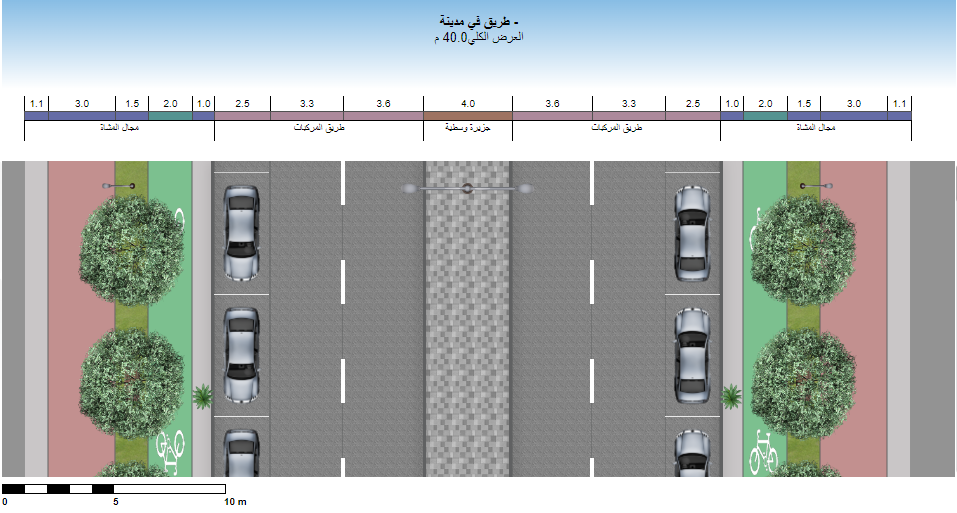 - طريق في مدينة
العرض الكلي40.0 م
1.1 3.0 1.5 2.0 1.0 2.5 3.3 3.6 4.0 3.6 3.3 2.5 1.0 2.0 1.5 3.0 1.1
مجال المشاة طريق المركبات جزيرة وسطية طريق المركبات مجال المشاة
0 5 10 m